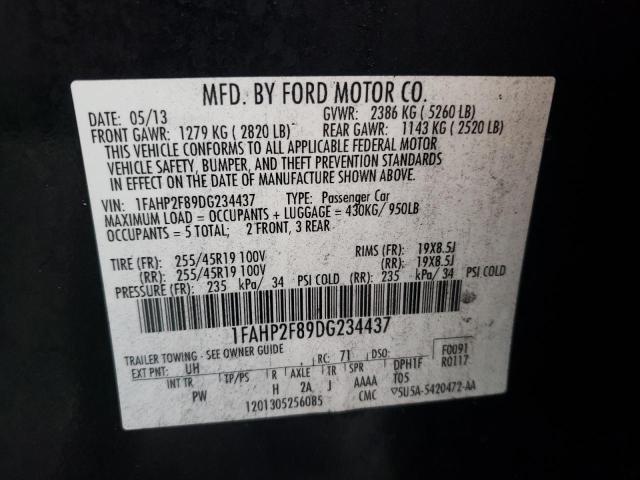 MFD. BY FORD MOTOR CO.
DATE: 05/13 GVWR: 2386 KG ( 5260 LB)
FRONT GAWR: 1279 KG ( 2820 LB) REAR GAWR: 1143 KG ( 2520 LB)
THIS VEHICLE CONFORMS TO ALL APPLICABLE FEDERAL MOTOR
VEHICLE SAFETY, BUMPER, AND THEFT PREVENTION STANDARDS
IN EFFECT ON THE DATE OF MANUFACTURE SHOWN ABOVE.
VIN: 1FAHP2F89DG234437 TYPE: Passenger Car
MAXIMUM LOAD = OCCUPANTS + LUGGAGE = 430KG/ 950LB
OCCUPANTS = 5 TOTAL; 2 FRONT, 3 REAR
TIRE (FR): 255/45R19 100V RIMS (FR): 19X8.5J
(RR): 255/45R19 100V (RR): 19X8.5J
PRESSURE (FR): 235 kPa/ 34 PSI COLD (RR): 235 kPa/ 34 PSI COLD
1FAHP2F89DG234437
TRAILER TOWING - SEE OWNER GUIDE
EXT PNT: UH RC: 71 DSO: F0091
INT TR TP/PS R AXLE TR SPR DPH1F R0117
PW H 2A J AAAA T05
1201305256085 CMC 5U5A-5420472-AA